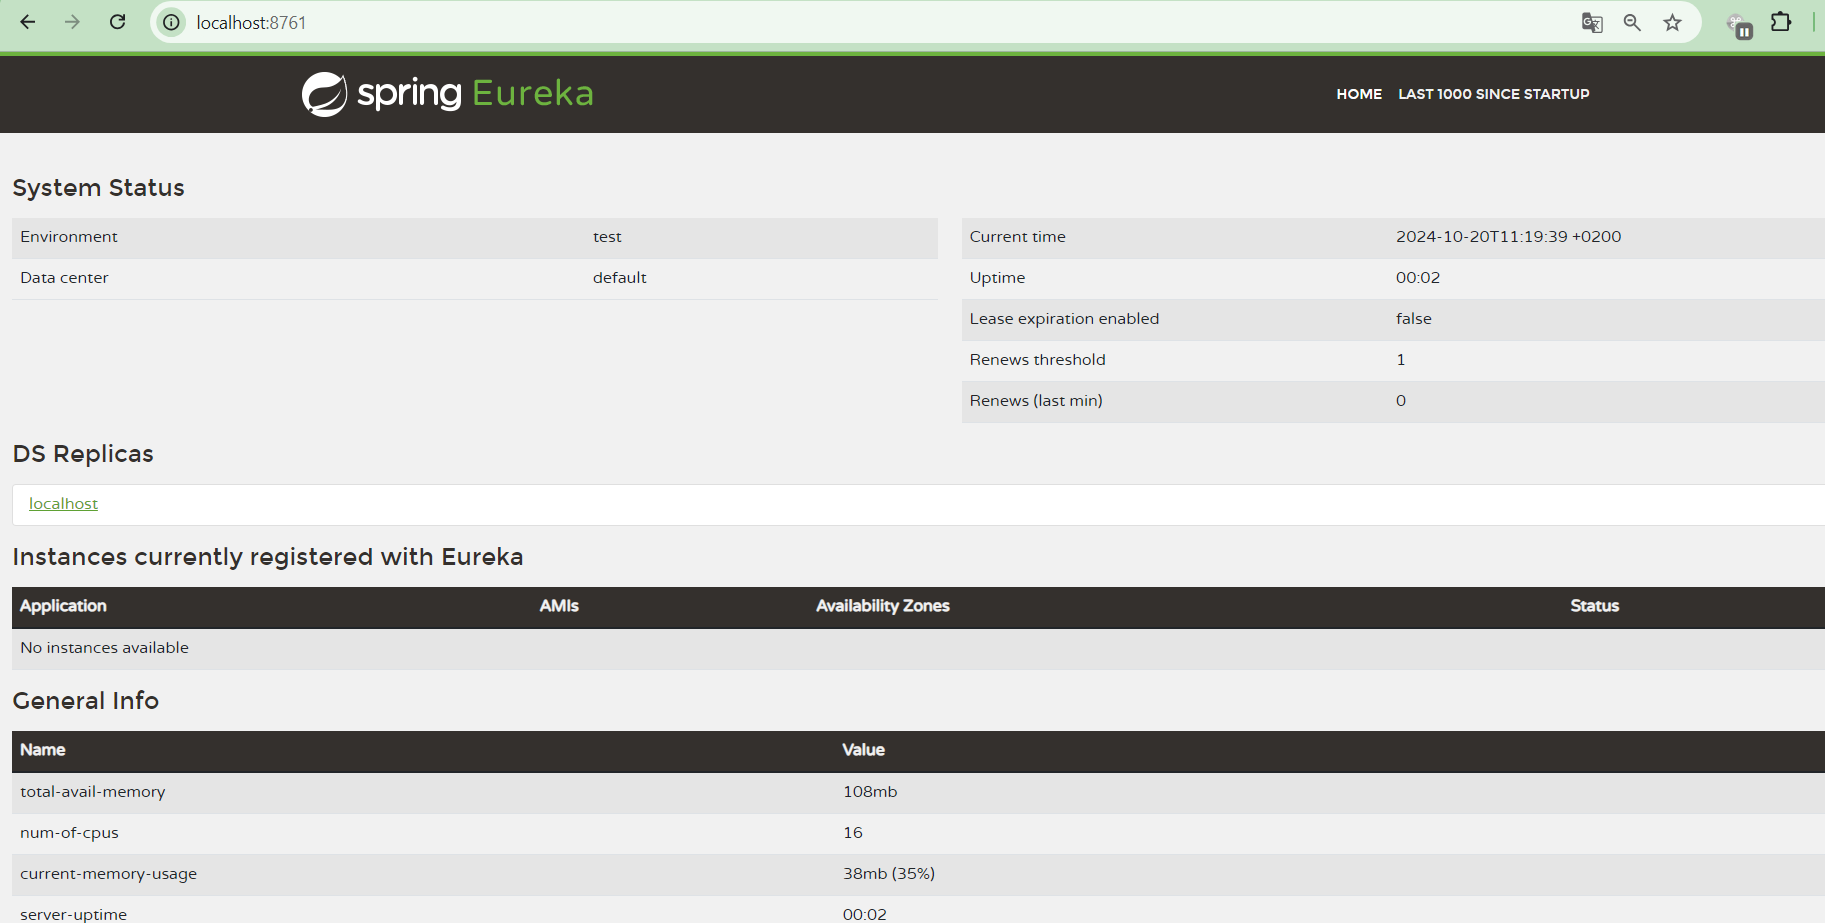 localhost:8761
spring Eureka
HOME LAST 1000 SINCE STARTUP
System Status
Environment test
Data center default
Current time 2024-10-20T11:19:39 +0200
Uptime 00:02
Lease expiration enabled false
Renews threshold 1
Renews (last min) 0
DS Replicas
localhost
Instances currently registered with Eureka
Application AMIs Availability Zones Status
No instances available
General Info
Name Value
total-avail-memory 108mb
num-of-cpus 16
current-memory-usage 38mb (35%)
server-uptime 00:02